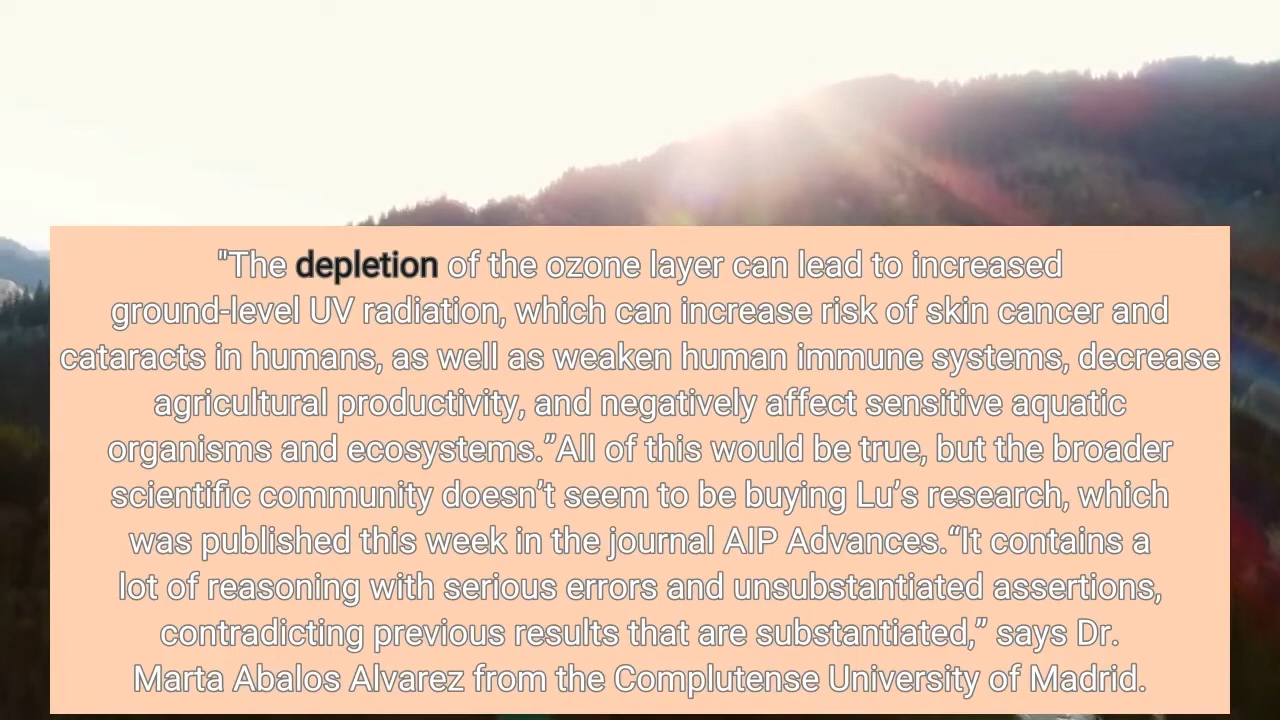 "The depletion of the ozone layer can lead to increased
ground-level UV radiation, which can increase risk of skin cancer and
cataracts in humans, as well as weaken human immune systems, decrease
agricultural productivity, and negatively affect sensitive aquatic
organisms and ecosystems.”All of this would be true, but the broader
scientific community doesn’t seem to be buying Lu’s research, which
was published this week in the journal AIP Advances.“It contains a
lot of reasoning with serious errors and unsubstantiated assertions,
contradicting previous results that are substantiated,” says Dr.
Marta Abalos Alvarez from the Complutense University of Madrid.